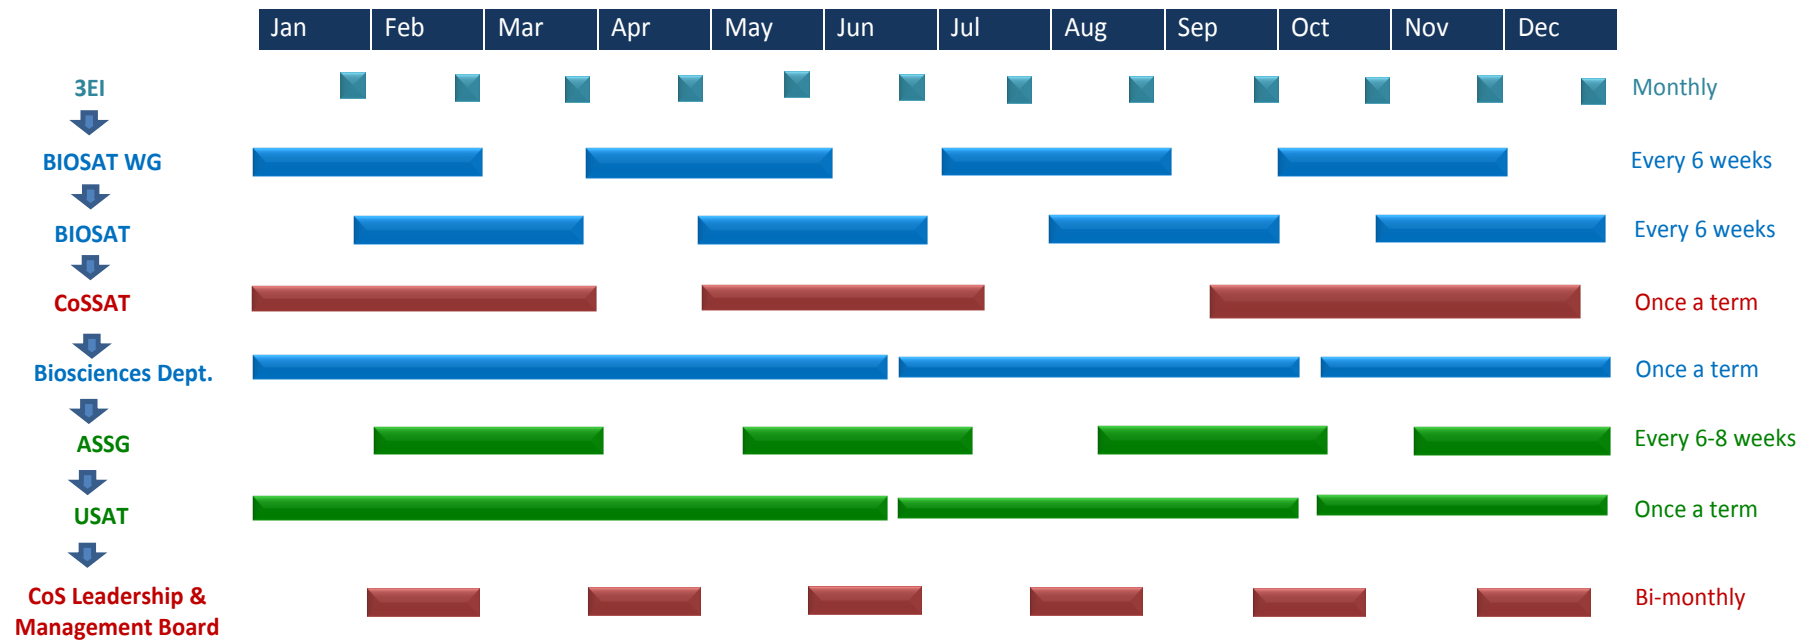 Jan Feb Mar Apr May Jun Jul Aug Sep Oct Nov Dec
3EI Monthly
BIOSAT WG Every 6 weeks
BIOSAT Every 6 weeks
CoSSAT Once a term
Biosciences Dept. Once a term
ASSG Every 6-8 weeks
USAT Once a term
CoS Leadership &
Management Board
Bi-monthly